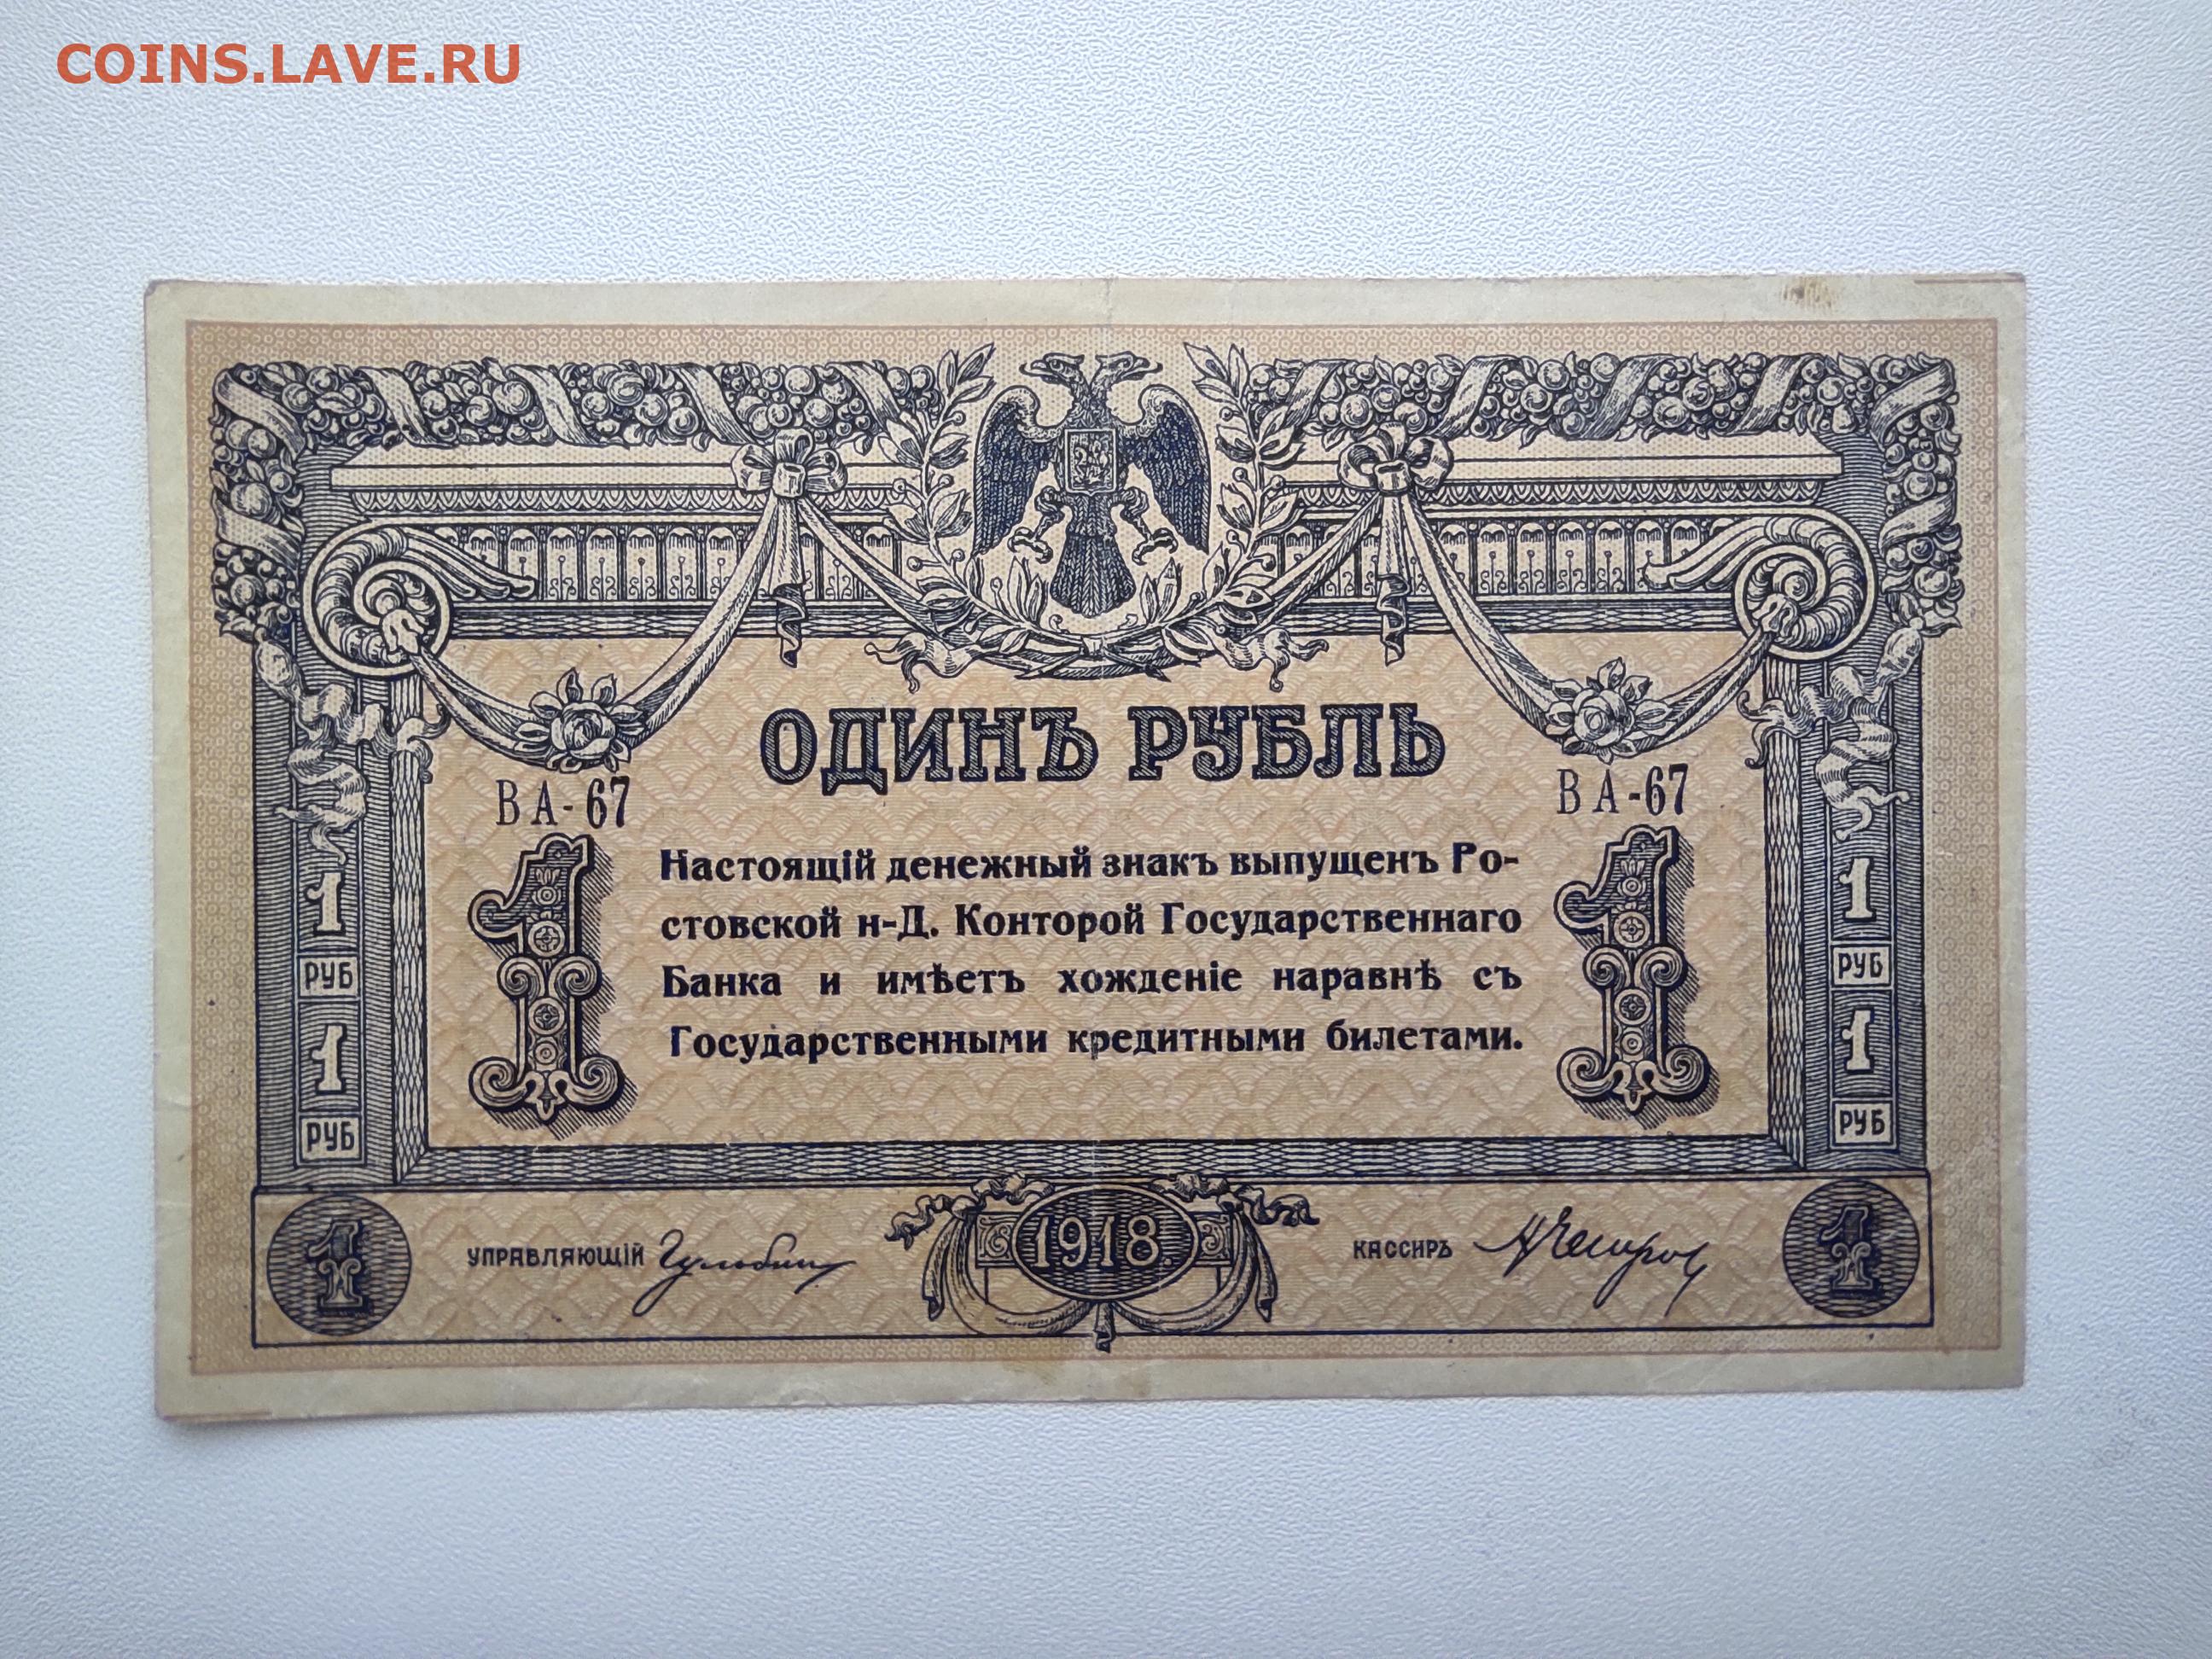 COINS.LAVE.RU
ОДИНЪ РУБЛЬ
ВА-67 ВА-67
1 1
Настоящій денежный знакъ выпущенъ Ро-
стовской н-Д. Конторой Государственнаго
Банка и имѣетъ хожденіе наравнѣ съ
Государственными кредитными билетами.
1 1
РУБ РУБ
1 1
РУБ РУБ
1 УПРАВЛЯЮЩІЙ 1918. КАССИРЪ 1